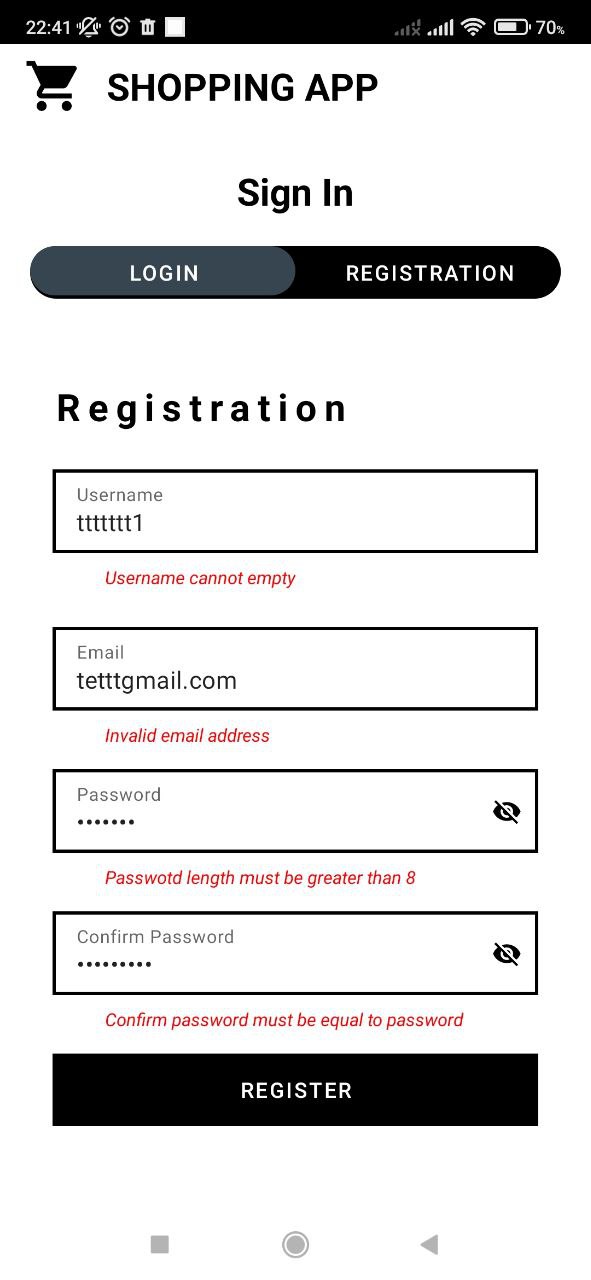 22:41 70%
SHOPPING APP
Sign In
LOGIN REGISTRATION
Registration
Username
ttttttt1
Username cannot empty
Email
tetttgmail.com
Invalid email address
Password
•••••••
Passwotd length must be greater than 8
Confirm Password
•••••••••
Confirm password must be equal to password
REGISTER